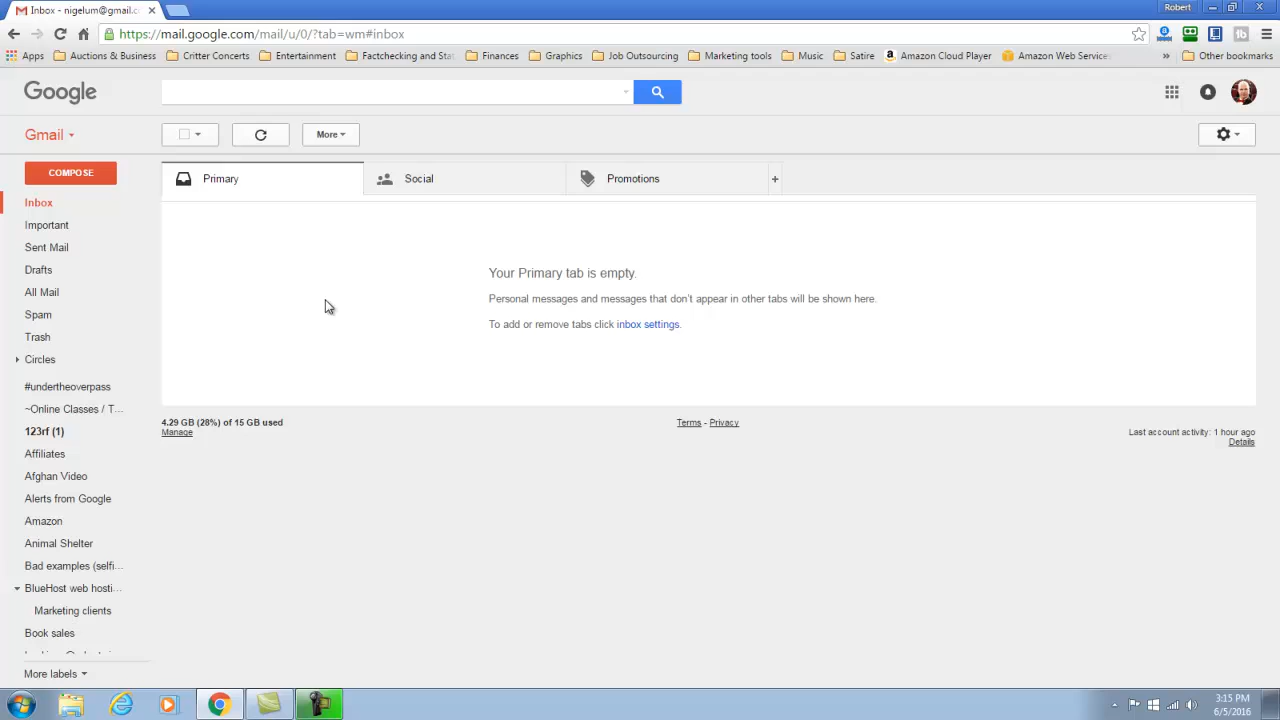 Inbox - nigelum@gmail.c
Robert
https://mail.google.com/mail/u/0/?tab=wm#inbox
Apps
Auctions & Business
Critter Concerts
Entertainment
Factchecking and Stat
Finances
Graphics
Job Outsourcing
Marketing tools
Music
Satire
Amazon Cloud Player
Amazon Web Services
»
Other bookmarks
Google
Gmail
More
COMPOSE
Primary
Social
Promotions
+
Inbox
Important
Sent Mail
Drafts
All Mail
Spam
Trash
Circles
#undertheoverpass
~Online Classes / T...
123rf (1)
Affiliates
Afghan Video
Alerts from Google
Amazon
Animal Shelter
Bad examples (selfi...
BlueHost web hosti...
Marketing clients
Book sales
More labels
Your Primary tab is empty.
Personal messages and messages that don't appear in other tabs will be shown here.
To add or remove tabs click inbox settings.
4.29 GB (28%) of 15 GB used
Manage
Terms - Privacy
Last account activity: 1 hour ago
Details
3:15 PM
6/5/2016